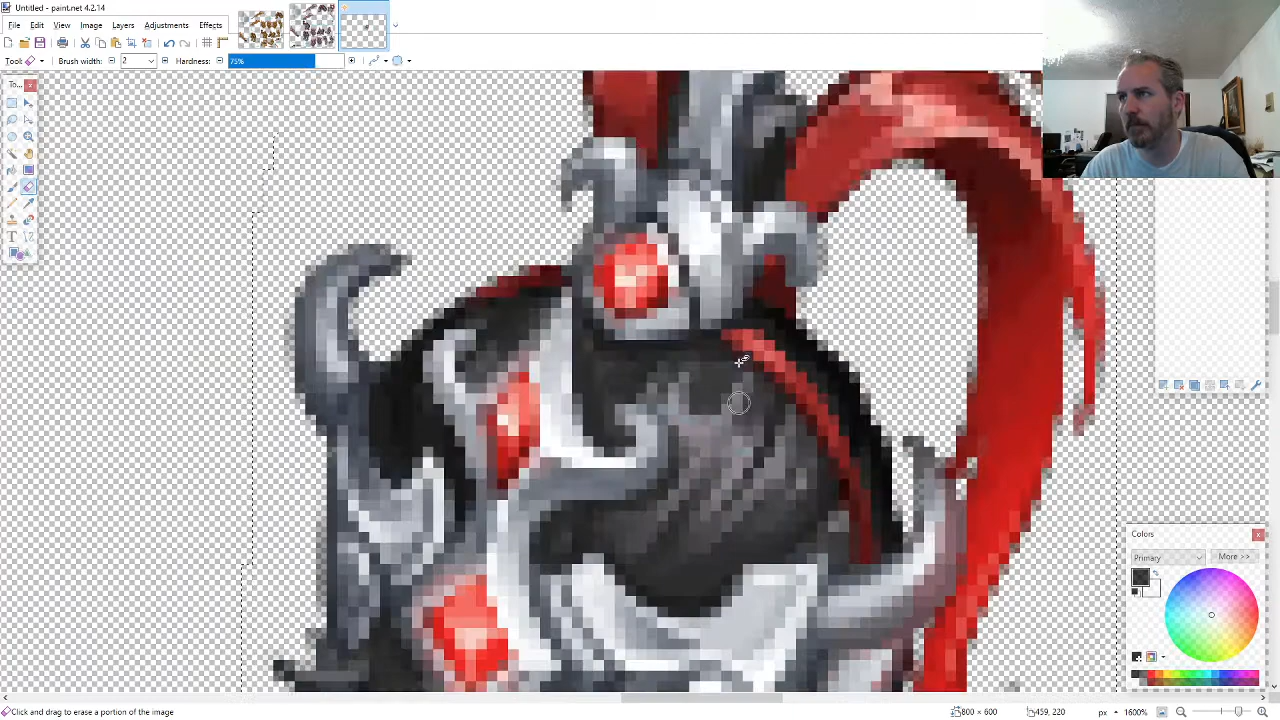 Untitled - paint.net 4.2.14
File Edit View Image Layers Adjustments Effects
Tool: Brush width: 2 Hardness: 75%
To...
T
Colors
Primary More >>
Click and drag to erase a portion of the image 800 × 600 459, 220 px 1600%